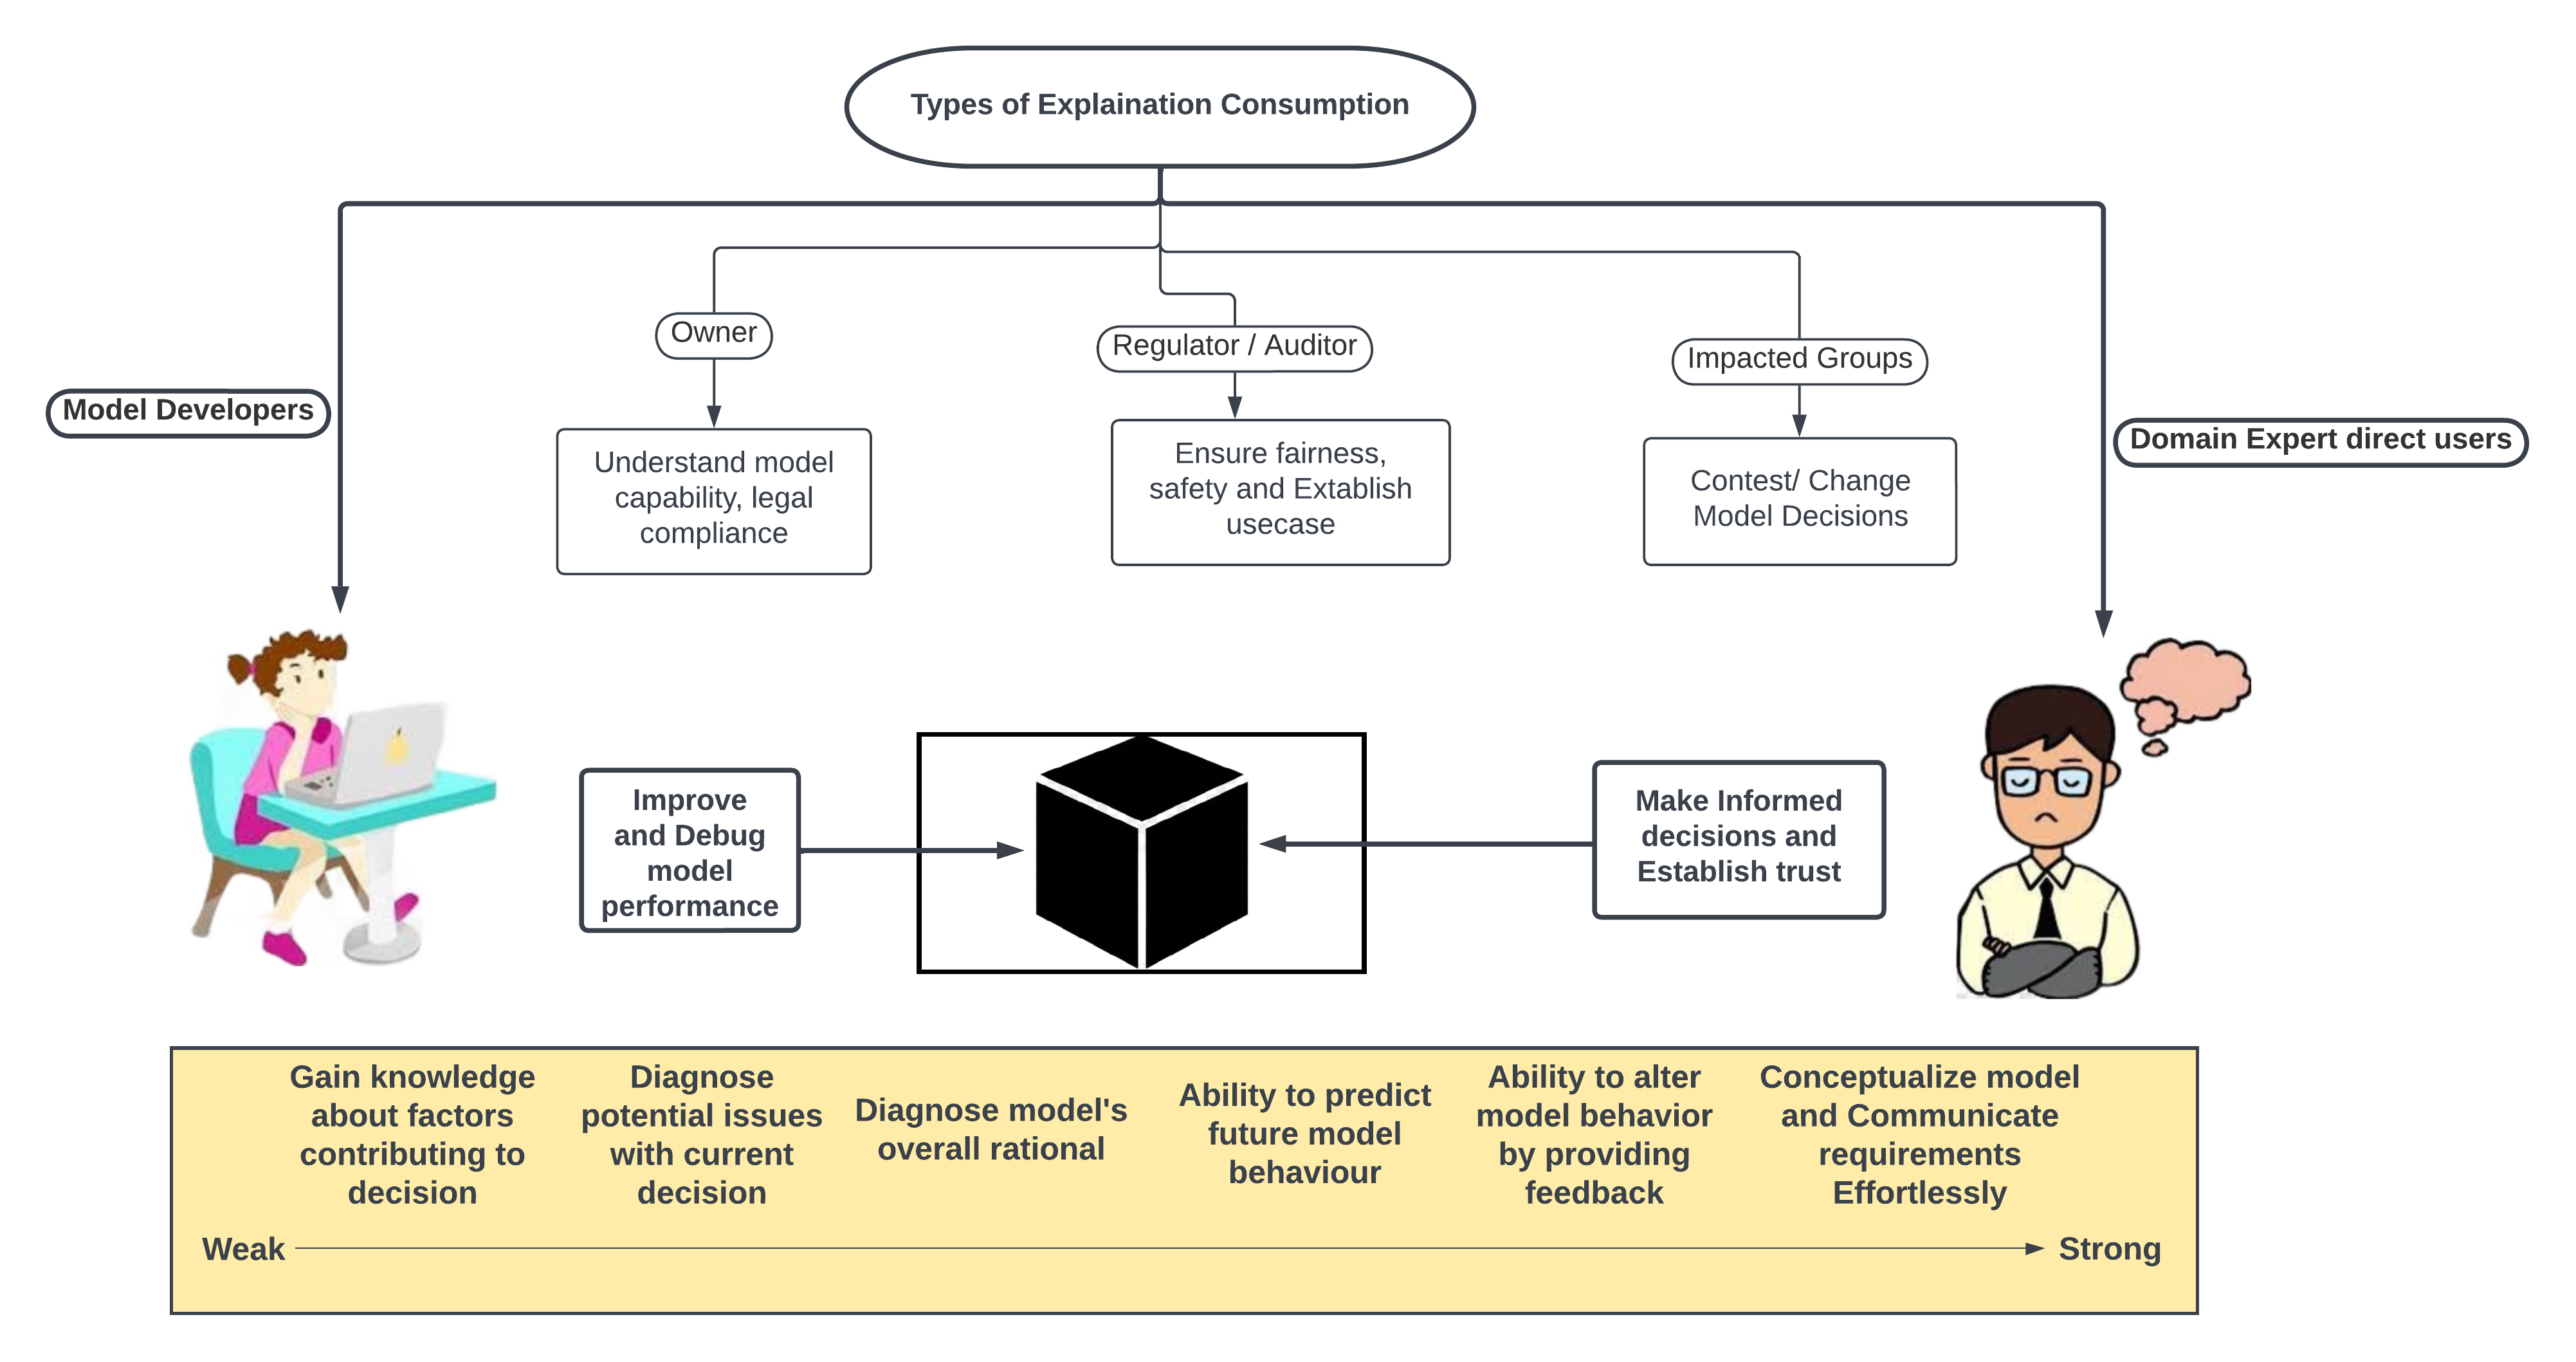 Types of Explaination Consumption
Owner
Regulator / Auditor
Impacted Groups
Model Developers
Domain Expert direct users
Understand model
capability, legal
compliance
Ensure fairness,
safety and Extablish
usecase
Contest/ Change
Model Decisions
Improve
and Debug
model
performance
Make Informed
decisions and
Establish trust
Gain knowledge
about factors
contributing to
decision
Diagnose
potential issues
with current
decision
Diagnose model's
overall rational
Ability to predict
future model
behaviour
Ability to alter
model behavior
by providing
feedback
Conceptualize model
and Communicate
requirements
Effortlessly
Weak
Strong